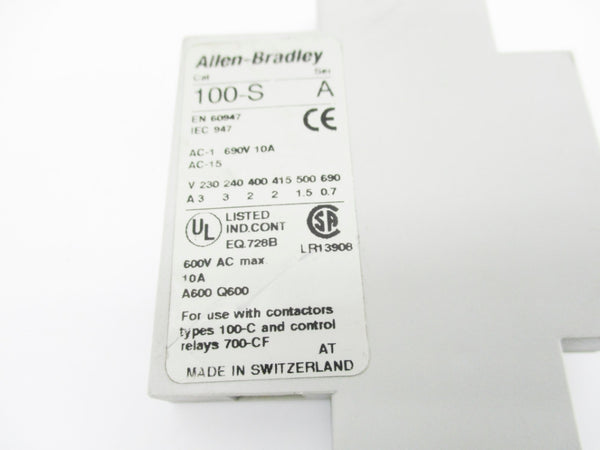 Allen-Bradley
Cat Ser
100-S A
EN 60947
IEC 947
CE
AC-1 690V 10A
AC-15
V 230 240 400 415 500 690
A 3 3 2 2 1.5 0.7
UL LISTED
IND.CONT
EQ.728B
SA LR13908
600V AC max.
10A
A600 Q600
For use with contactors
types 100-C and control
relays 700-CF
AT
MADE IN SWITZERLAND